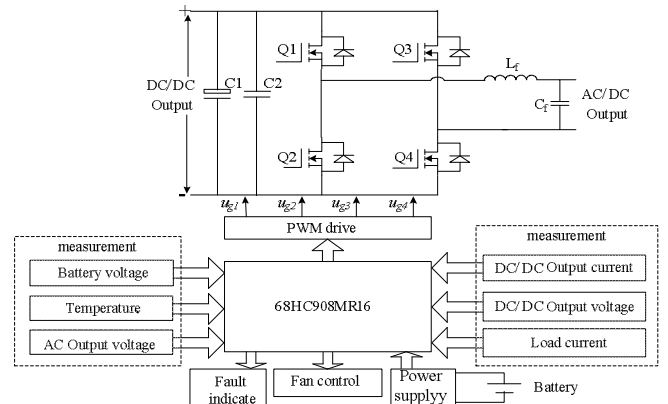 +
Q1
Q3
DC/DC
Output
C1
C2
Lf
Cf
AC/DC
Output
Q2
Q4
-
ug1
ug2
ug3
ug4
PWM drive
measurement
Battery voltage
Temperature
AC Output voltage
68HC908MR16
measurement
DC/DC Output current
DC/DC Output voltage
Load current
Fault
indicate
Fan control
Power
supplyy
Battery